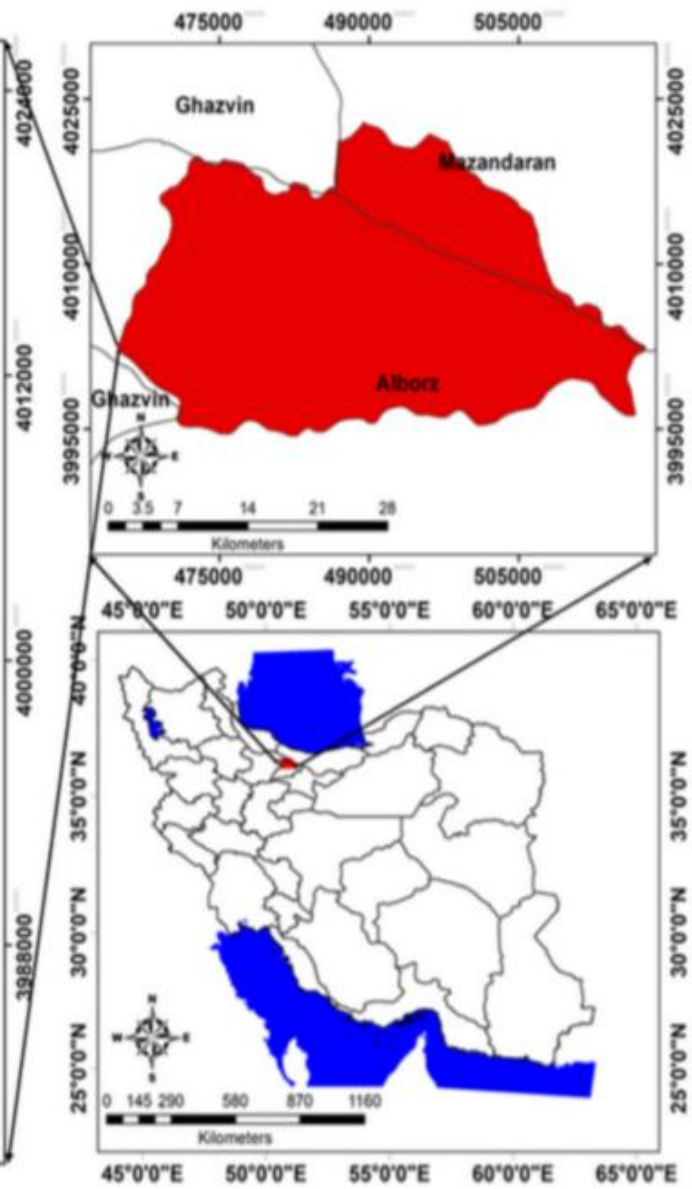 475000 490000 505000
4024000
4012000
4000000
3988000
4025000
4010000
3995000
Ghazvin
Mazandaran
Alborz
Ghazvin
4025000
4010000
3995000
N
W E
S
0 3.5 7 14 21 28
Kilometers
475000 490000 505000
45°0'0"E 50°0'0"E 55°0'0"E 60°0'0"E 65°0'0"E
40°0'0"N
35°0'0"N
30°0'0"N
25°0'0"N
35°0'0"N
30°0'0"N
25°0'0"N
N
W E
S
0 145 290 580 870 1160
Kilometers
45°0'0"E 50°0'0"E 55°0'0"E 60°0'0"E 65°0'0"E